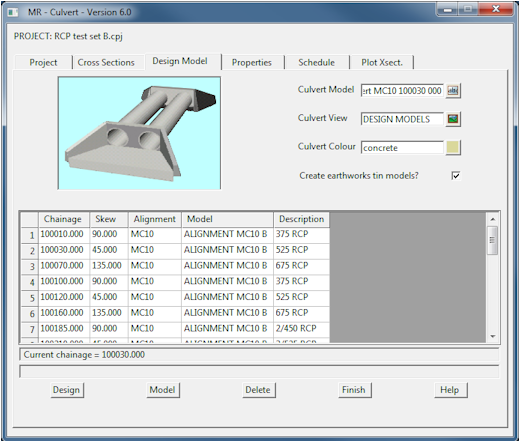 MR - Culvert - Version 6.0
PROJECT: RCP test set B.cpj
Project Cross Sections Design Model Properties Schedule Plot Xsect.
Culvert Model ert MC10 100030 000
Culvert View DESIGN MODELS
Culvert Colour concrete
Create earthworks tin models?
Chainage Skew Alignment Model Description
1 100010.000 90.000 MC10 ALIGNMENT MC10 B 375 RCP
2 100030.000 45.000 MC10 ALIGNMENT MC10 B 525 RCP
3 100070.000 135.000 MC10 ALIGNMENT MC10 B 675 RCP
4 100100.000 90.000 MC10 ALIGNMENT MC10 B 375 RCP
5 100120.000 45.000 MC10 ALIGNMENT MC10 B 525 RCP
6 100160.000 135.000 MC10 ALIGNMENT MC10 B 675 RCP
7 100185.000 90.000 MC10 ALIGNMENT MC10 B 2/450 RCP
Current chainage = 100030.000
Design Model Delete Finish Help